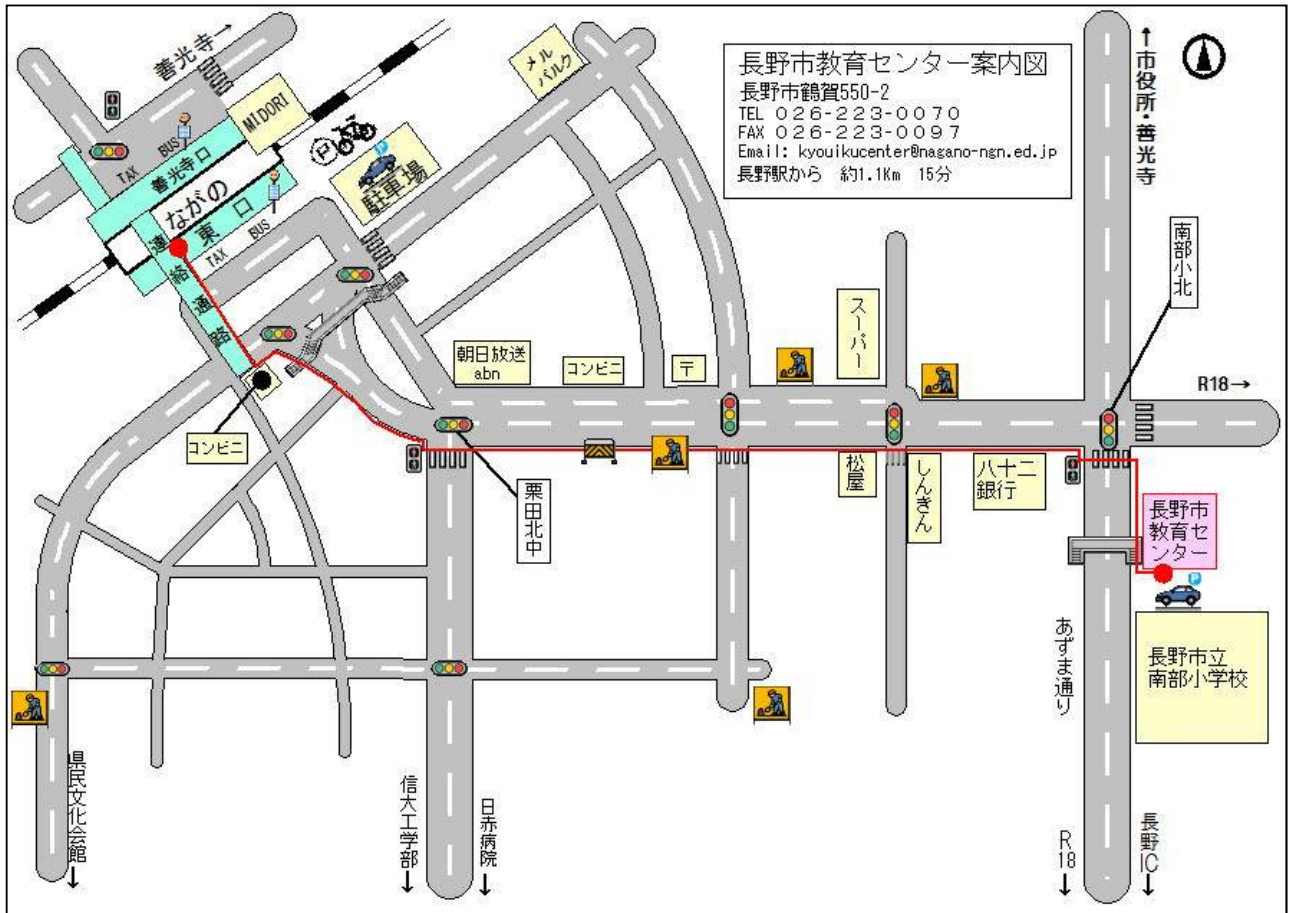 長野市教育センター案内図
長野市鶴賀550-2
TEL 026-223-0070
FAX 026-223-0097
Email: kyouikucenter@nagano-ngn.ed.jp
長野駅から 約1.1Km 15分
善光寺→
MIDORI
BUS
TAX
善光寺口
ながの
東口
TAX
BUS
連絡通路
P
P
駐車場
メル
パルク
↑市役所・善光寺
南部小北
スーパー
朝日放送
abn
コンビニ
〒
R18→
コンビニ
栗田北中
松屋
しんきん
八十二
銀行
長野市
教育セ
ンター
P
あずま通り
長野市立
南部小学校
県民文化会館↓
信大工学部↓
日赤病院↓
R18↓
長野IC↓